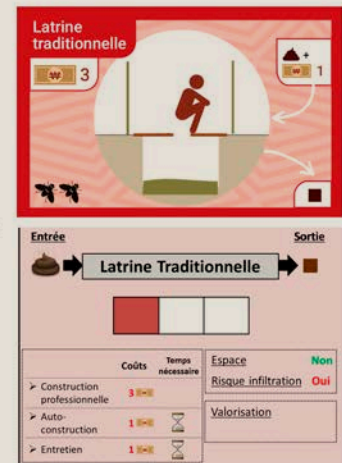 Latrine
traditionnelle
3
+
1
Entrée
Sortie
Latrine Traditionnelle
Coûts
Temps
nécessaire
➢ Construction
professionnelle
3
➢ Auto-
construction
1
➢ Entretien
1
Espace Non
Risque infiltration Oui
Valorisation